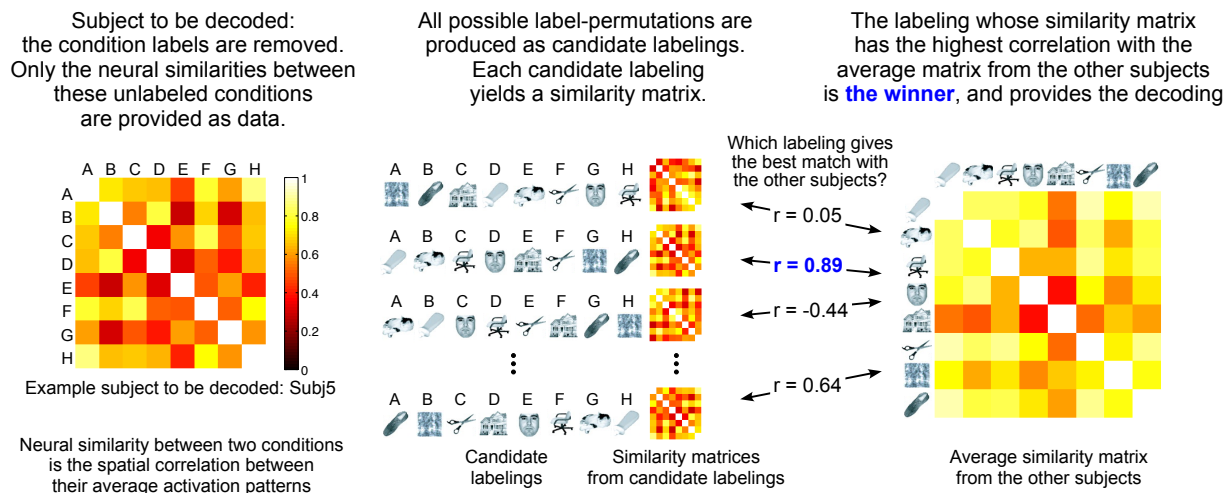 Subject to be decoded:
the condition labels are removed.
Only the neural similarities between
these unlabeled conditions
are provided as data.
A B C D E F G H
A
B
C
D
E
F
G
H
1
0.8
0.6
0.4
0.2
0
Example subject to be decoded: Subj5
Neural similarity between two conditions
is the spatial correlation between
their average activation patterns
All possible label-permutations are
produced as candidate labelings.
Each candidate labeling
yields a similarity matrix.
A B C D E F G H
A B C D E F G H
A B C D E F G H
A B C D E F G H
Candidate
labelings
Similarity matrices
from candidate labelings
The labeling whose similarity matrix
has the highest correlation with the
average matrix from the other subjects
is the winner, and provides the decoding
Which labeling gives
the best match with
the other subjects?
r = 0.05
r = 0.89
r = -0.44
r = 0.64
Average similarity matrix
from the other subjects